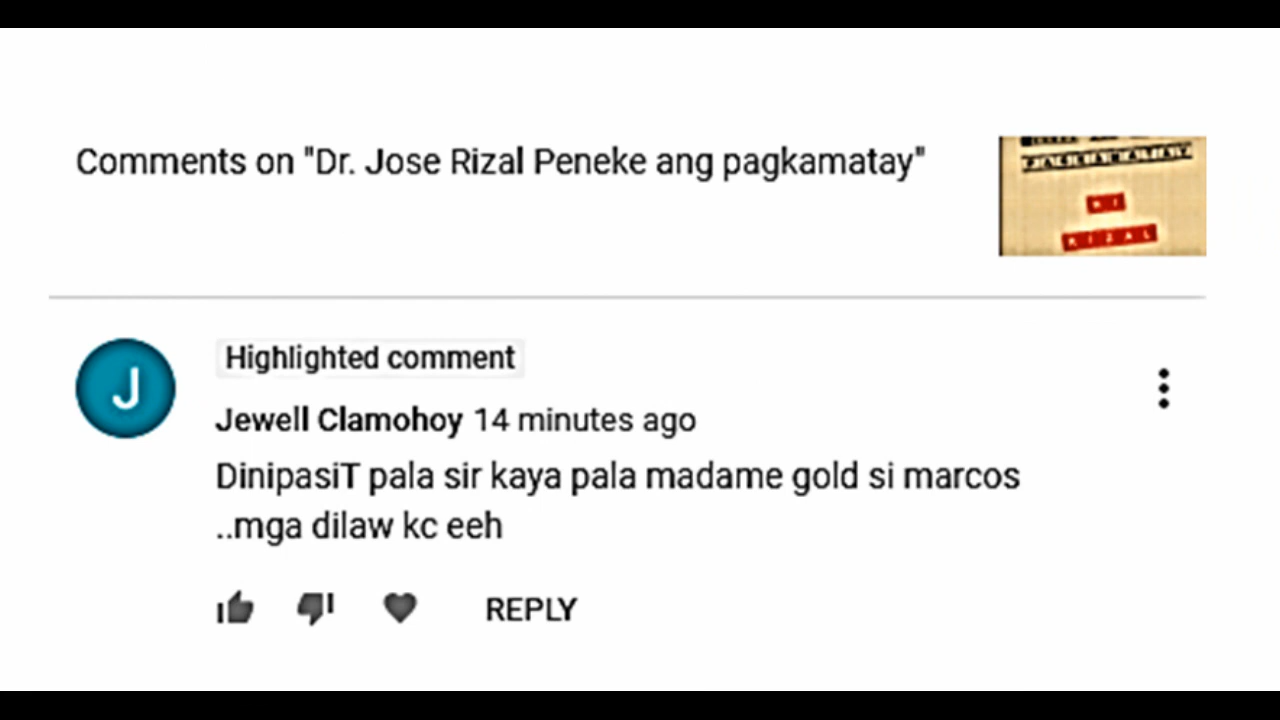 Comments on "Dr. Jose Rizal Peneke ang pagkamatay"
RIZAL
J
Highlighted comment
Jewell Clamohoy 14 minutes ago
DinipasiT pala sir kaya pala madame gold si marcos
..mga dilaw kc eeh
REPLY